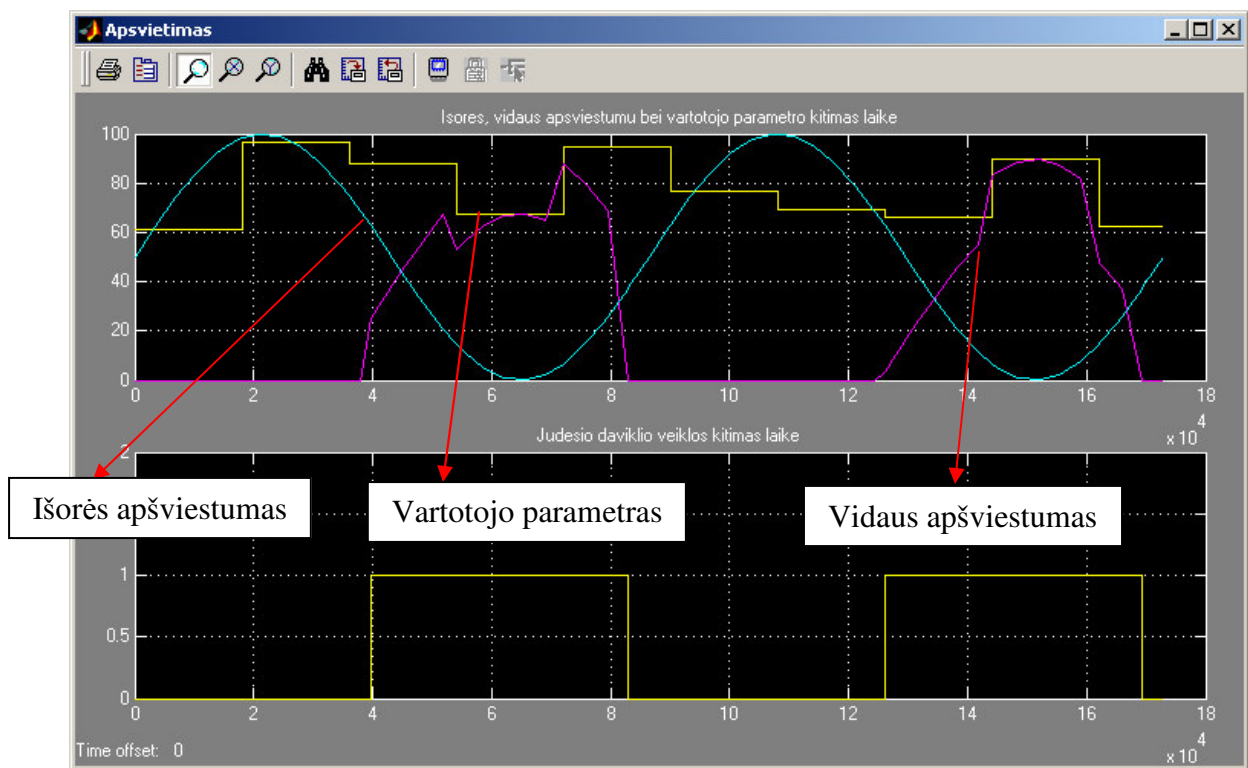 Apsvietimas
Isores, vidaus apsviestumu bei vartotojo parametro kitimas laike
100
80
60
40
20
0
0 2 4 6 8 10 12 14 16 18
x 10^4
Judesio daviklio veiklos kitimas laike
2
Išorės apšviestumas
Vartotojo parametras
Vidaus apšviestumas
1
0.5
0
0 2 4 6 8 10 12 14 16 18
Time offset: 0
x 10^4